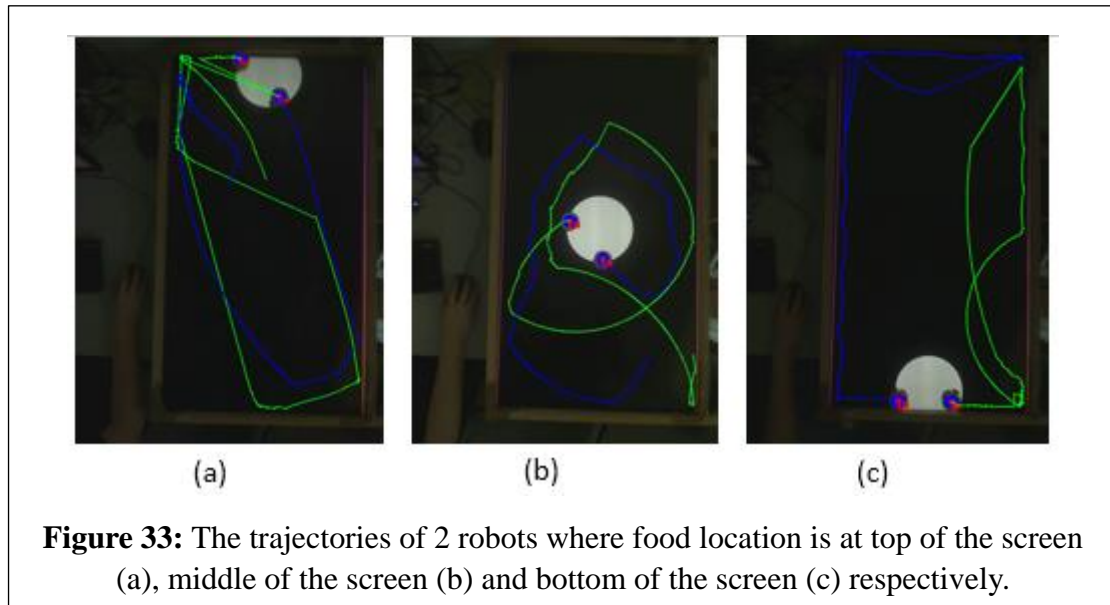 (a)
(b)
(c)
Figure 33: The trajectories of 2 robots where food location is at top of the screen
(a), middle of the screen (b) and bottom of the screen (c) respectively.